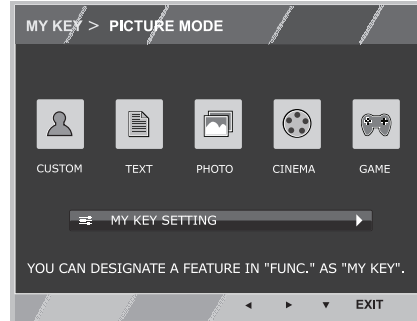 MY KEY > PICTURE MODE
CUSTOM TEXT PHOTO CINEMA GAME
MY KEY SETTING
YOU CAN DESIGNATE A FEATURE IN "FUNC." AS "MY KEY".
EXIT